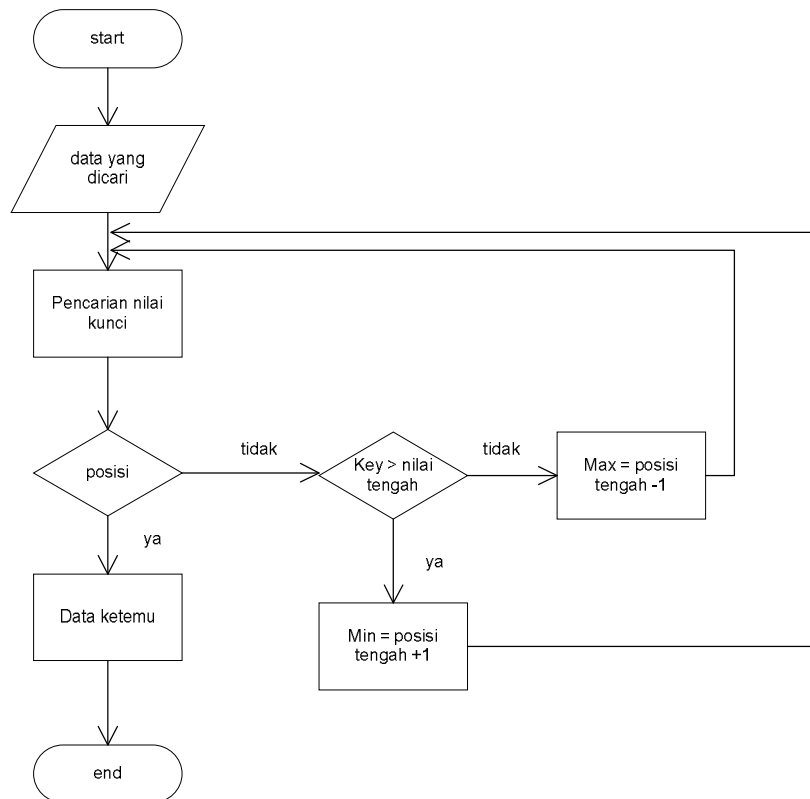 start
data yang
dicari
Pencarian nilai
kunci
posisi
tidak
Key > nilai
tengah
tidak
Max = posisi
tengah -1
ya
ya
Data ketemu
Min = posisi
tengah +1
end